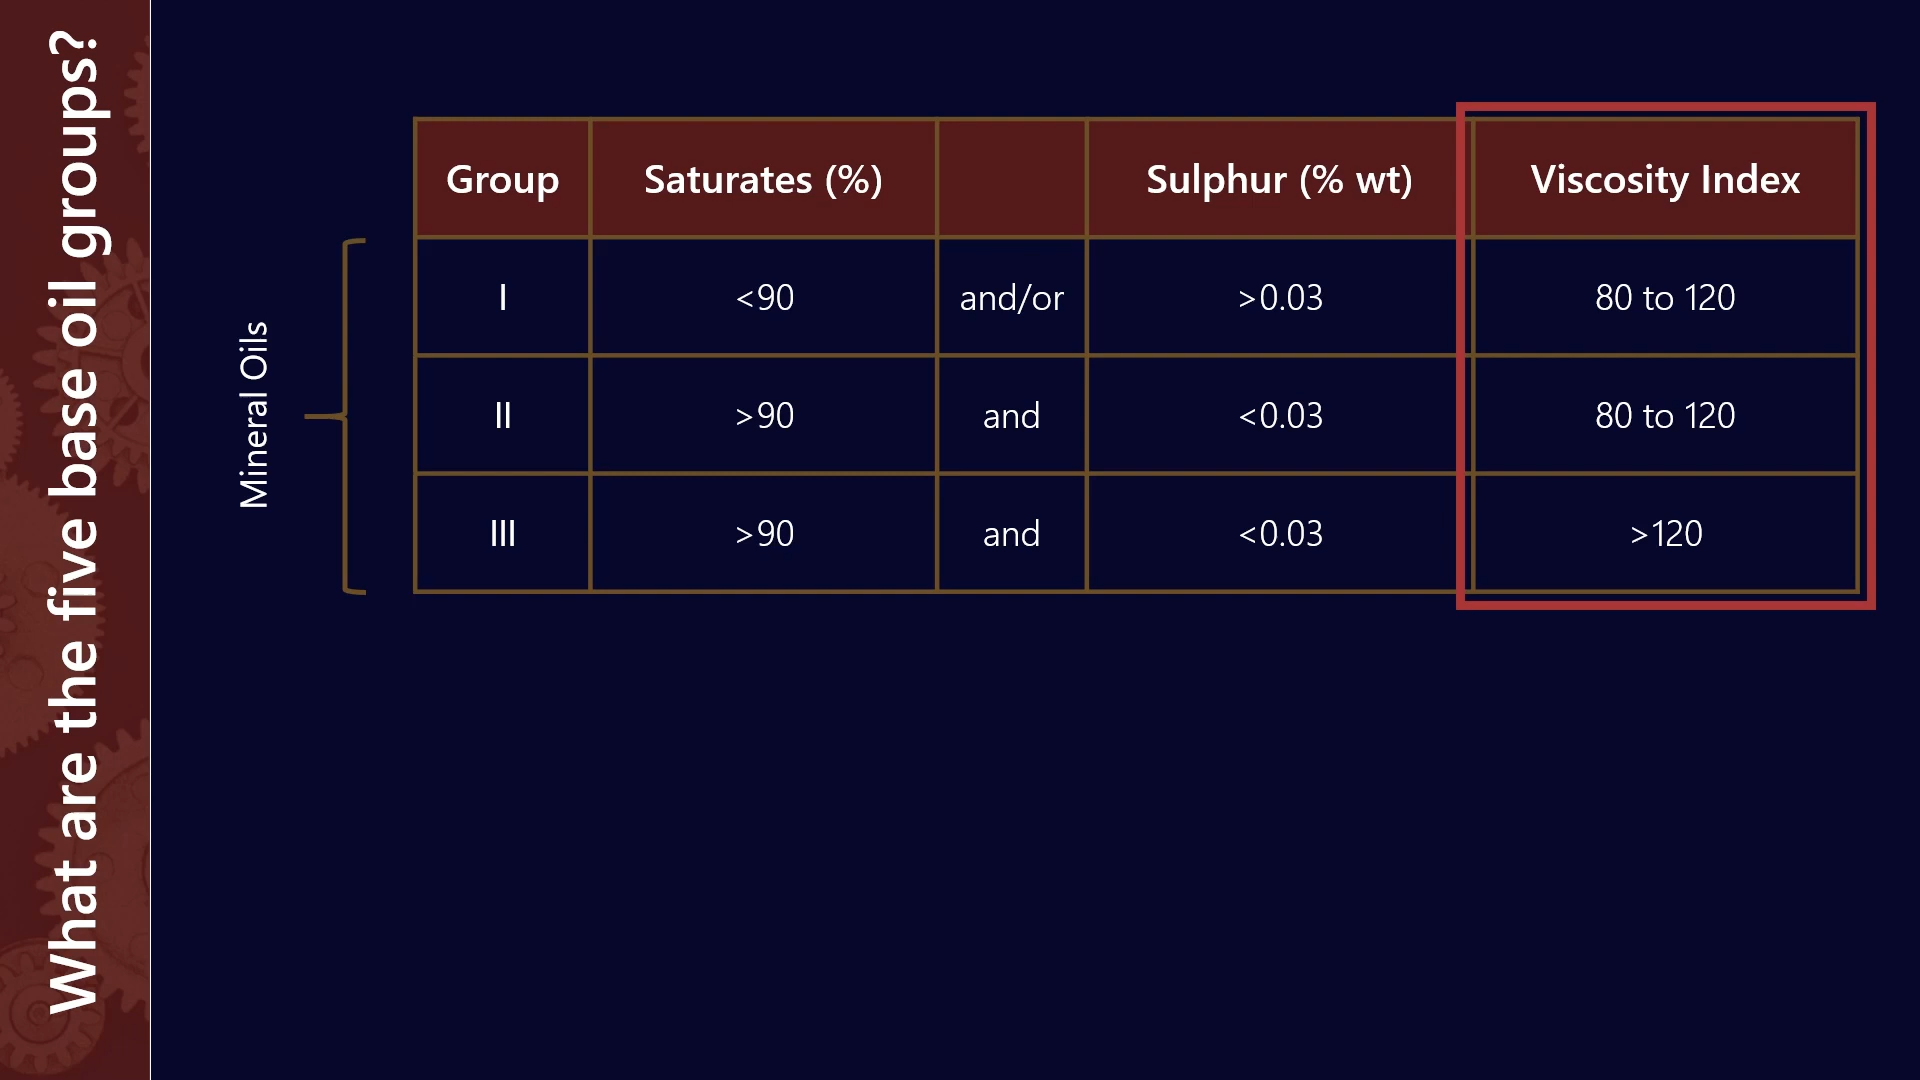 What are the five base oil groups?
Mineral Oils
Group Saturates (%) Sulphur (% wt) Viscosity Index
I <90 and/or >0.03 80 to 120
II >90 and <0.03 80 to 120
III >90 and <0.03 >120